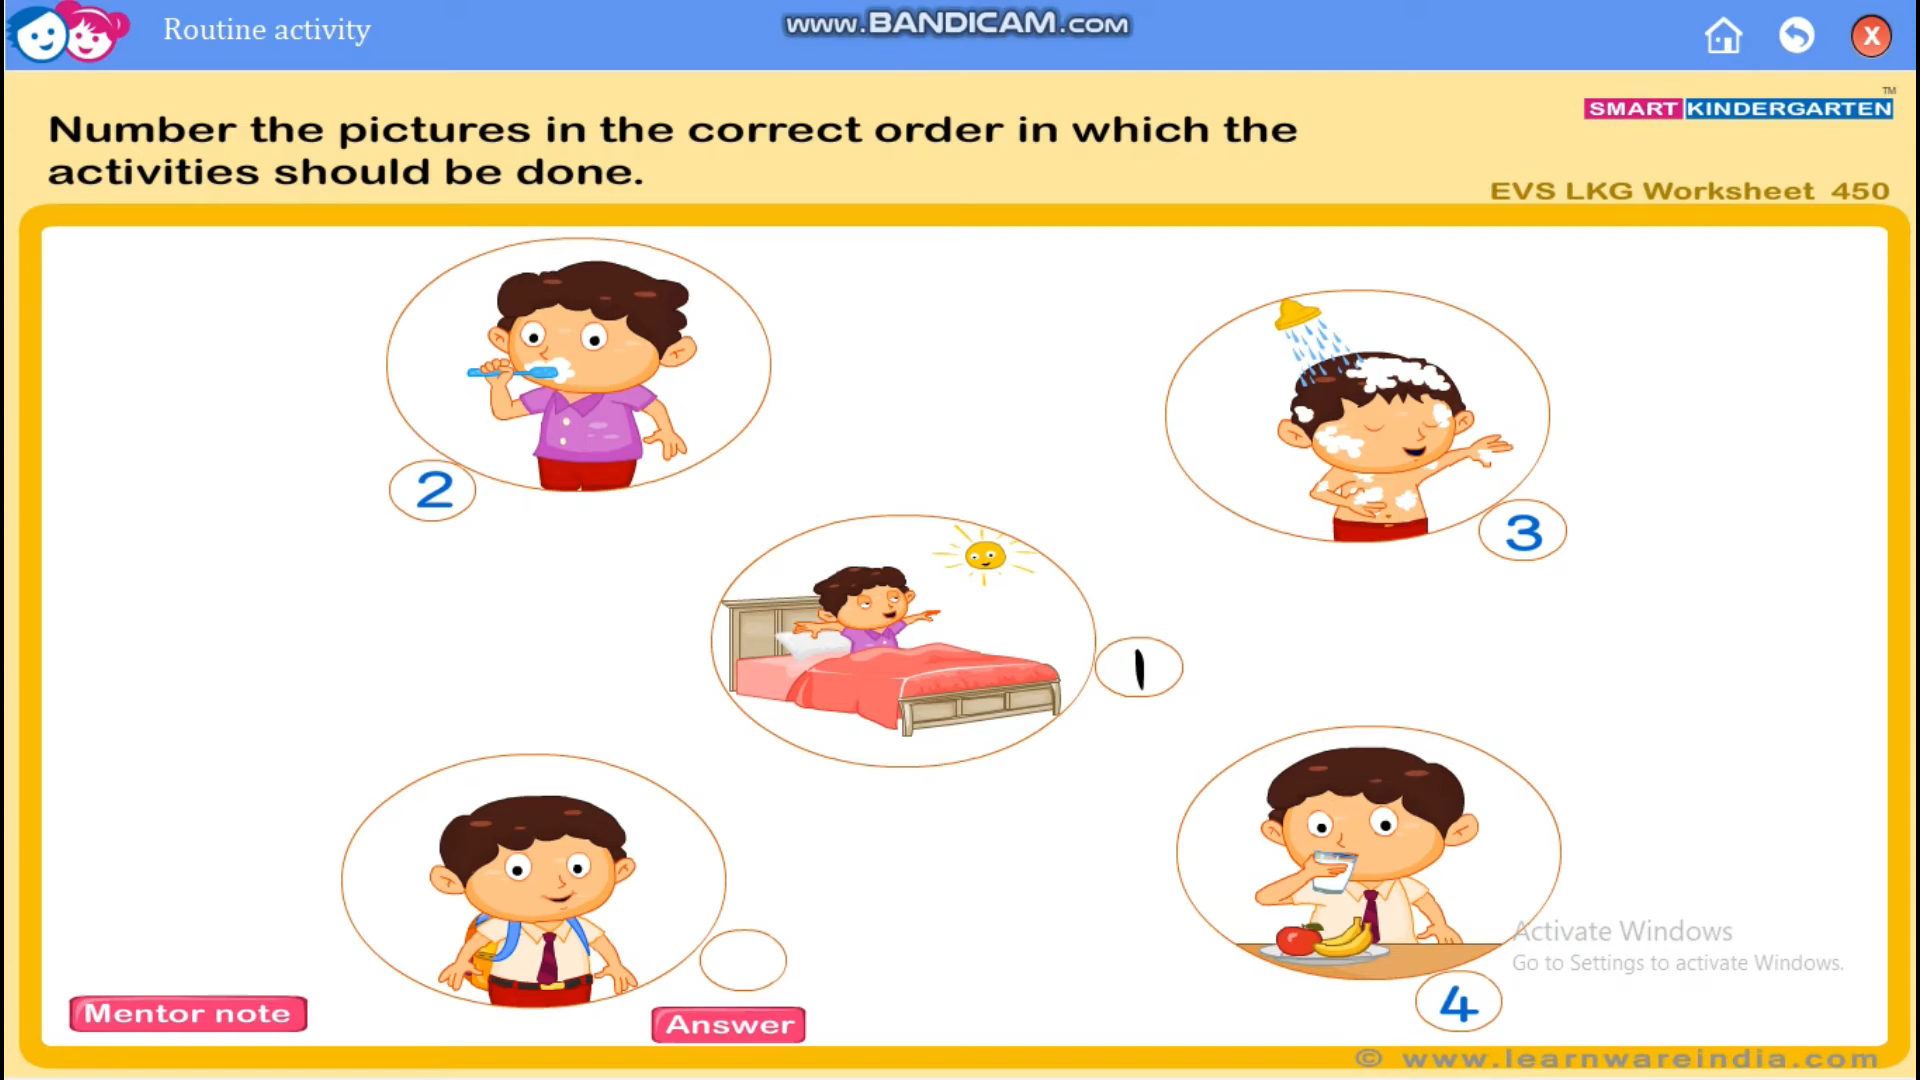 Routine activity
www.BANDICAM.com
X
SMART KINDERGARTEN TM
Number the pictures in the correct order in which the
activities should be done.
EVS LKG Worksheet 450
2
3
1
4
Activate Windows
Go to Settings to activate Windows.
Mentor note
Answer
© www.learnwareindia.com